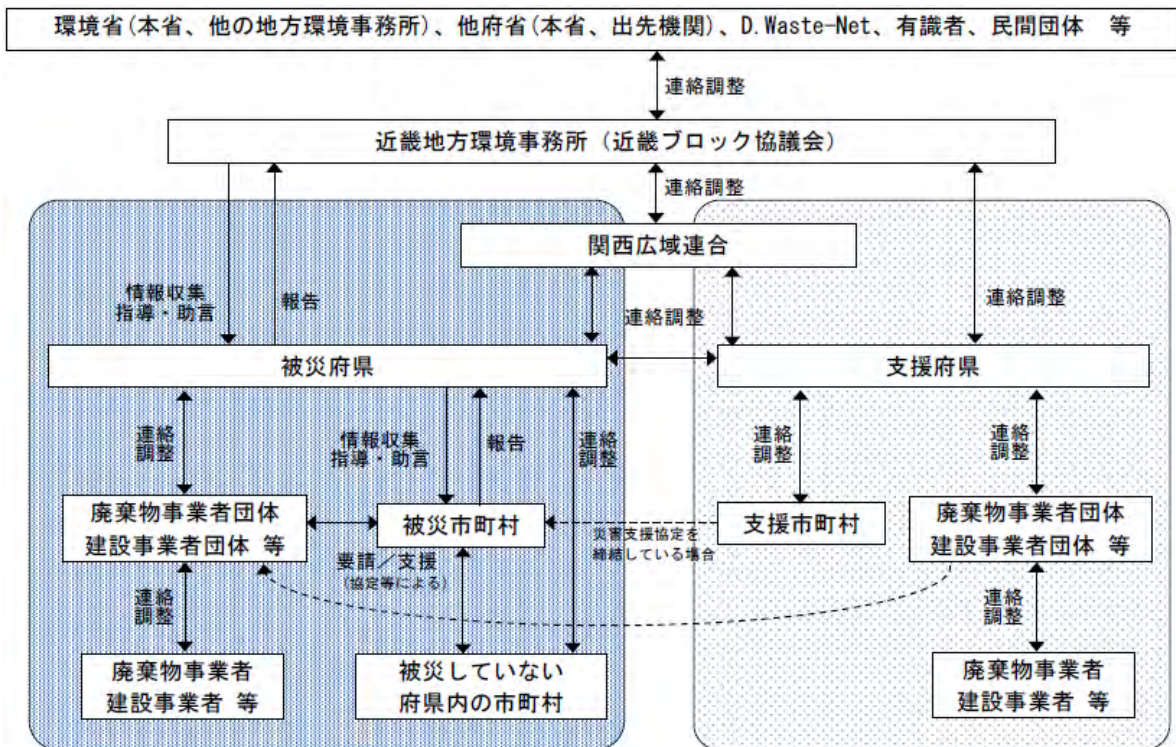 環境省(本省、他の地方環境事務所)、他府省(本省、出先機関)、D.Waste-Net、有識者、民間団体 等
連絡調整
近畿地方環境事務所(近畿ブロック協議会)
連絡調整
関西広域連合
情報収集
指導・助言
報告
連絡調整
連絡調整
被災府県
支援府県
連絡
調整
情報収集
指導・助言
報告
連絡
調整
連絡
調整
連絡
調整
廃棄物事業者団体
建設事業者団体 等
被災市町村
災害支援協定を
締結している場合
支援市町村
廃棄物事業者団体
建設事業者団体 等
要請/支援
(協定等による)
連絡
調整
連絡
調整
廃棄物事業者
建設事業者 等
被災していない
府県内の市町村
廃棄物事業者
建設事業者 等